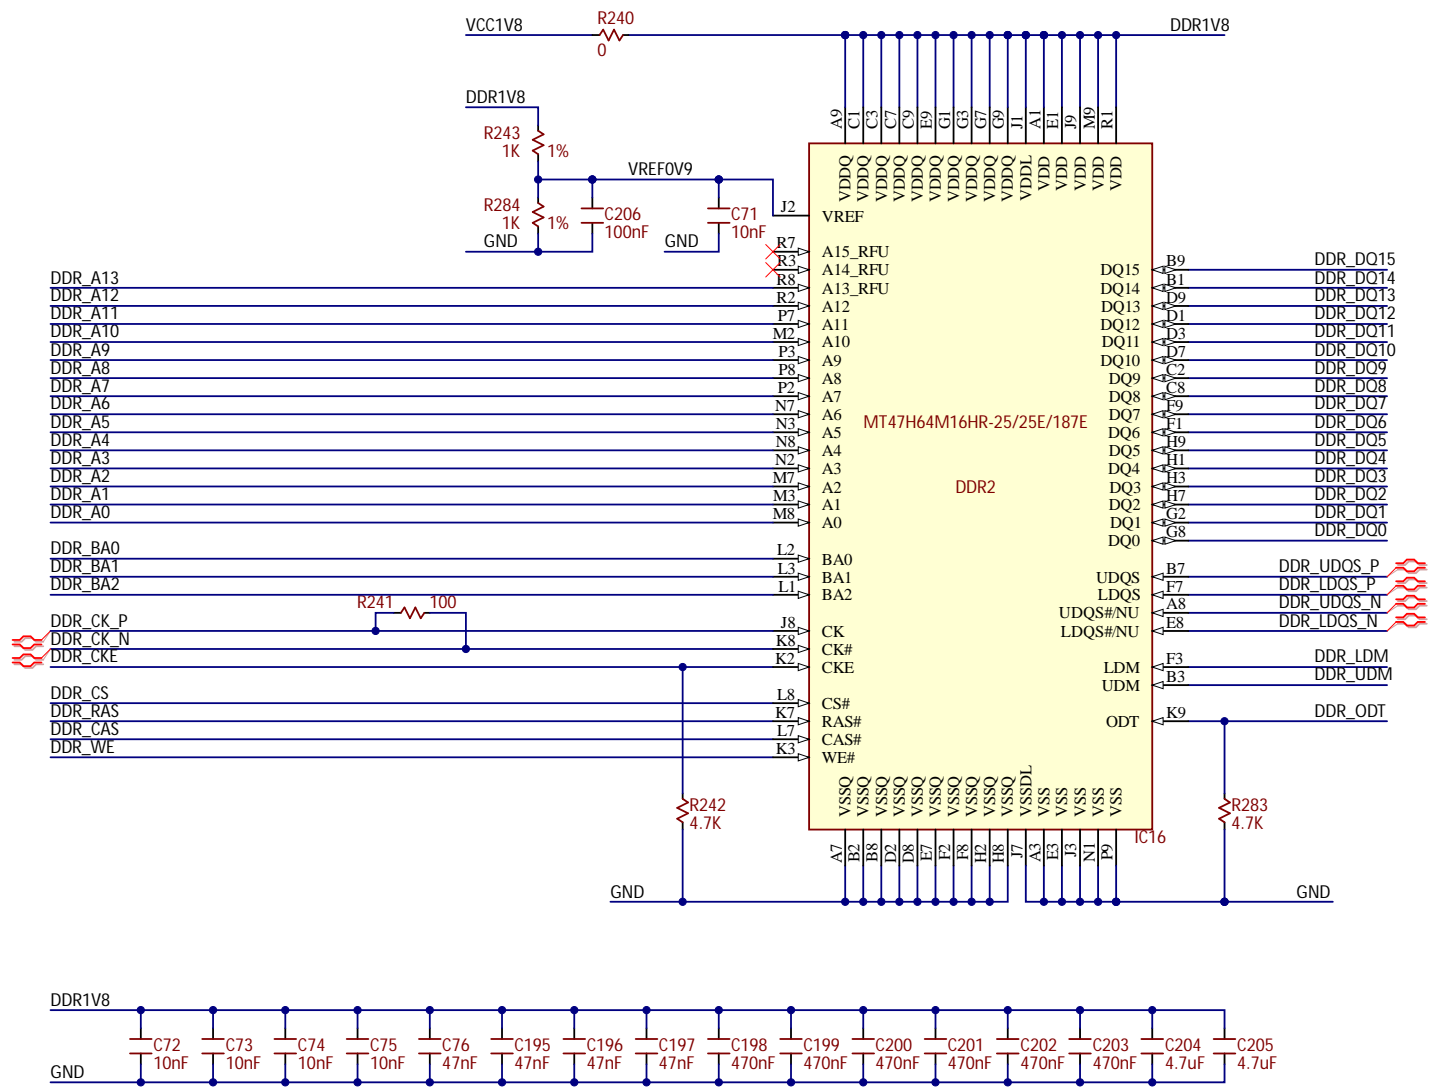 VCC1V8
R240
0
DDR1V8
DDR1V8
R243
1K
1%
VREF0V9
R284
1K
1%
C206
100nF
C71
10nF
GND
GND
A9 C1 C3 C7 C9 E9 G1 G3 G7 G9 J1 A1 E1 J9 M9 R1
VDDQ VDDQ VDDQ VDDQ VDDQ VDDQ VDDQ VDDQ VDDQ VDDQ VDDL VDD VDD VDD VDD VDD
J2 VREF
R7 A15_RFU
R3 A14_RFU
DDR_A13 R8 A13_RFU
DDR_A12 R2 A12
DDR_A11 P7 A11
DDR_A10 M2 A10
DDR_A9 P3 A9
DDR_A8 P8 A8
DDR_A7 P2 A7
DDR_A6 N7 A6
DDR_A5 N3 A5
DDR_A4 N8 A4
DDR_A3 N2 A3
DDR_A2 M7 A2
DDR_A1 M3 A1
DDR_A0 M8 A0
DDR_BA0 L2 BA0
DDR_BA1 L3 BA1
DDR_BA2 L1 BA2
R241 100
DDR_CK_P J8 CK
DDR_CK_N K8 CK#
DDR_CKE K2 CKE
DDR_CS L8 CS#
DDR_RAS K7 RAS#
DDR_CAS L7 CAS#
DDR_WE K3 WE#
MT47H64M16HR-25/25E/187E
DDR2
DQ15 B9 DDR_DQ15
DQ14 B1 DDR_DQ14
DQ13 D9 DDR_DQ13
DQ12 D1 DDR_DQ12
DQ11 D3 DDR_DQ11
DQ10 D7 DDR_DQ10
DQ9 C2 DDR_DQ9
DQ8 C8 DDR_DQ8
DQ7 F9 DDR_DQ7
DQ6 F1 DDR_DQ6
DQ5 H9 DDR_DQ5
DQ4 H1 DDR_DQ4
DQ3 H3 DDR_DQ3
DQ2 H7 DDR_DQ2
DQ1 G2 DDR_DQ1
DQ0 G8 DDR_DQ0
UDQS B7 DDR_UDQS_P
LDQS F7 DDR_LDQS_P
UDQS#/NU A8 DDR_UDQS_N
LDQS#/NU E8 DDR_LDQS_N
LDM F3 DDR_LDM
UDM B3 DDR_UDM
ODT K9 DDR_ODT
VSSQ VSSQ VSSQ VSSQ VSSQ VSSQ VSSQ VSSQ VSSQ VSSQ VSSDL VSS VSS VSS VSS VSS
A7 B2 B8 D2 D8 E7 F2 F8 H2 H8 J7 A3 E3 J3 N1 P9
R242
4.7K
R283
4.7K
IC16
GND
GND
DDR1V8
C72 C73 C74 C75 C76 C195 C196 C197 C198 C199 C200 C201 C202 C203 C204 C205
10nF 10nF 10nF 10nF 47nF 47nF 47nF 47nF 470nF 470nF 470nF 470nF 470nF 470nF 4.7uF 4.7uF
GND